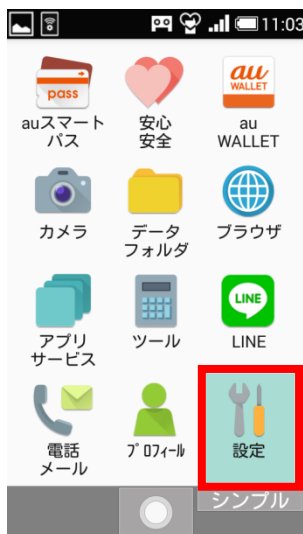 11:03
pass
au
WALLET
auスマート
パス
安心
安全
au
WALLET
カメラ
データ
フォルダ
ブラウザ
LINE
アプリ
サービス
ツール
LINE
電話
メール
プロフィール
設定
シンプル